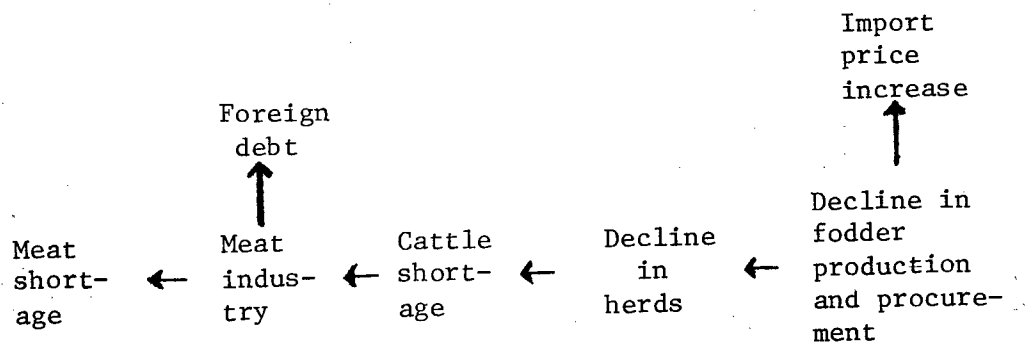 Import
price
increase
Foreign
debt
Meat
short-
age
Meat
indus-
try
Cattle
short-
age
Decline
in
herds
Decline in
fodder
production
and procure-
ment